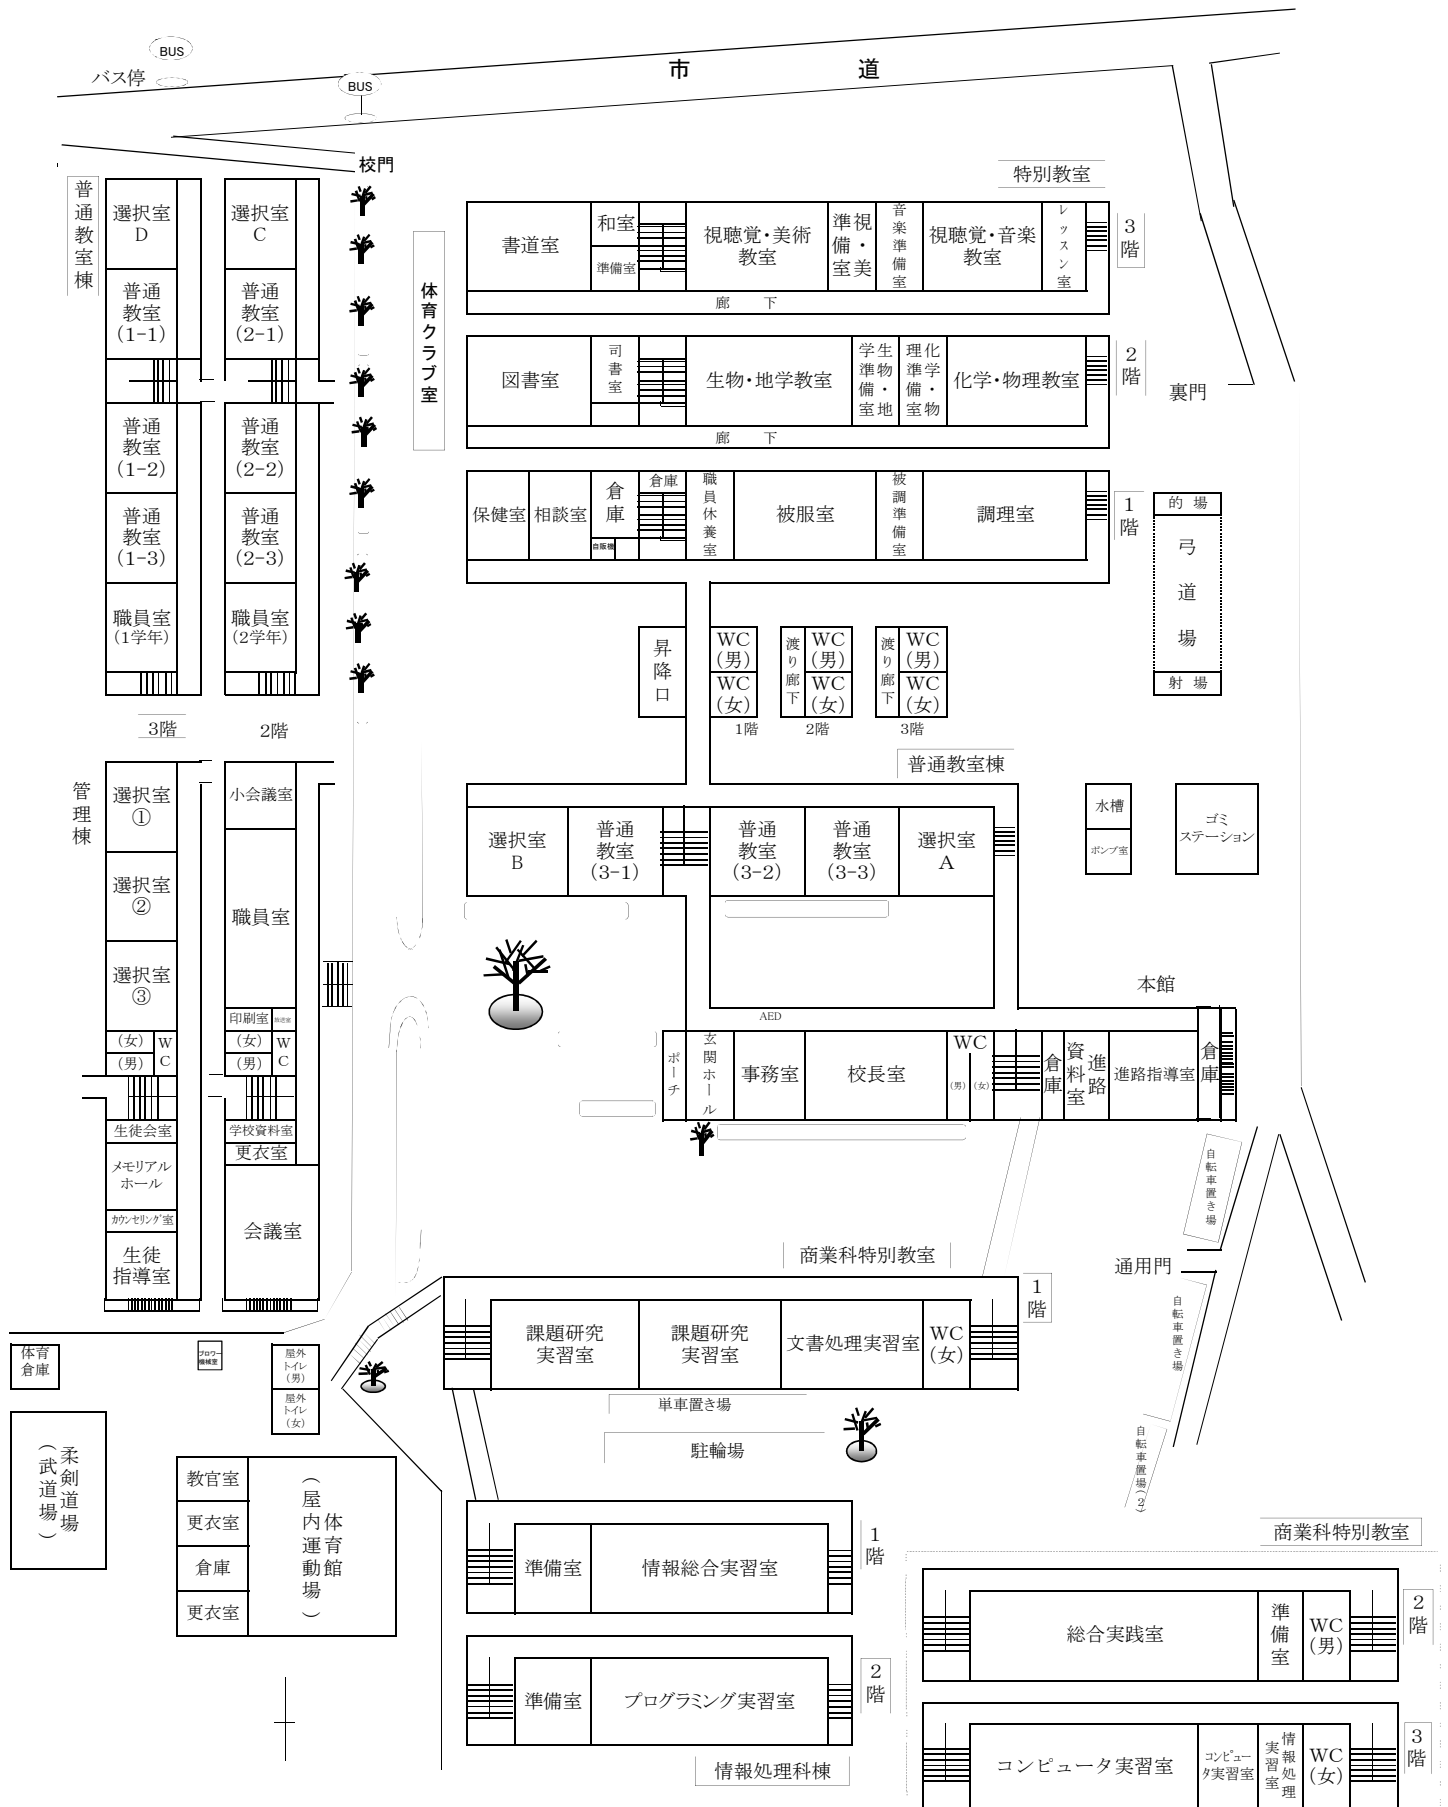 BUS
バス停
BUS
市 道
校門
普通教室棟
選択室
D
選択室
C
普通
教室
(1-1)
普通
教室
(2-1)
普通
教室
(1-2)
普通
教室
(2-2)
普通
教室
(1-3)
普通
教室
(2-3)
職員室
(1学年)
職員室
(2学年)
3階
2階
体育クラブ室
特別教室
書道室
和室
準備室
視聴覚・美術
教室
視・美
準備室
音楽準備室
視聴覚・音楽
教室
レッスン室
3階
廊 下
図書室
司書室
生物・地学教室
生物・地
学準備室
化学・物
理準備室
化学・物理教室
2階
廊 下
裏門
保健室
相談室
倉庫
自販機
倉庫
職員休養室
被服室
被調準備室
調理室
1階
的 場
弓道場
射 場
昇降口
WC
(男)
WC
(女)
1階
渡り廊下
WC
(男)
WC
(女)
2階
渡り廊下
WC
(男)
WC
(女)
3階
普通教室棟
選択室
B
普通
教室
(3-1)
普通
教室
(3-2)
普通
教室
(3-3)
選択室
A
水槽
ポンプ室
ゴミ
ステーション
管理棟
選択室
①
選択室
②
選択室
③
(女)
(男)
WC
生徒会室
メモリアル
ホール
カウンセリング室
生徒
指導室
小会議室
職員室
印刷室
放送室
(女)
(男)
WC
学校資料室
更衣室
会議室
本館
AED
ポーチ
玄関ホール
事務室
校長室
WC
(男)
(女)
倉庫
進路
資料室
進路指導室
倉庫
自転車置き場
通用門
自転車置き場
自転車置場(2)
商業科特別教室
1階
課題研究
実習室
課題研究
実習室
文書処理実習室
WC
(女)
単車置き場
駐輪場
体育
倉庫
ブロワー
機械室
屋外
トイレ
(男)
屋外
トイレ
(女)
柔剣道場
(武道場)
教官室
更衣室
倉庫
更衣室
体育館
(屋内運動場)
準備室
情報総合実習室
1階
準備室
プログラミング実習室
2階
情報処理科棟
商業科特別教室
総合実践室
準備室
WC
(男)
2階
コンピュータ実習室
コンピュー
タ実習室
情報処理
実習室
WC
(女)
3階